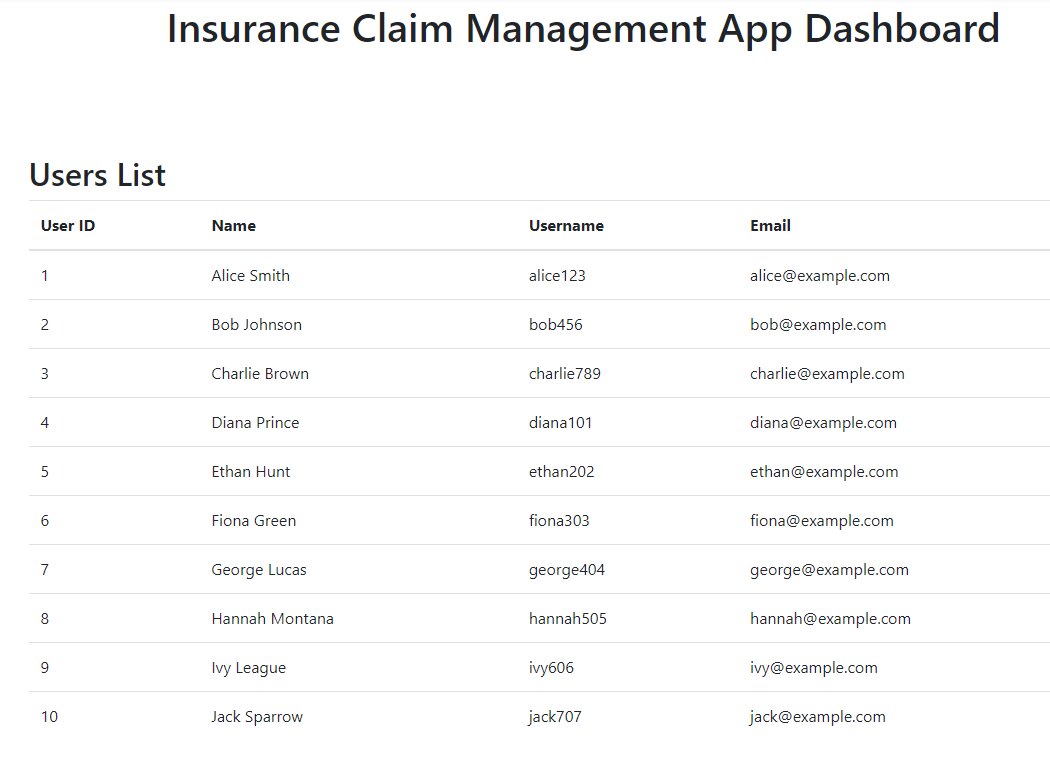 Insurance Claim Management App Dashboard
Users List
User ID Name Username Email
1 Alice Smith alice123 alice@example.com
2 Bob Johnson bob456 bob@example.com
3 Charlie Brown charlie789 charlie@example.com
4 Diana Prince diana101 diana@example.com
5 Ethan Hunt ethan202 ethan@example.com
6 Fiona Green fiona303 fiona@example.com
7 George Lucas george404 george@example.com
8 Hannah Montana hannah505 hannah@example.com
9 Ivy League ivy606 ivy@example.com
10 Jack Sparrow jack707 jack@example.com